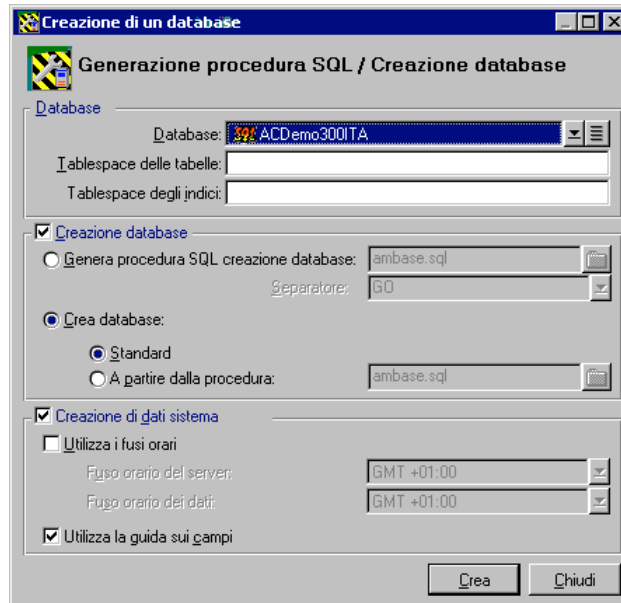 Creazione di un database
Generazione procedura SQL / Creazione database
Database
Database: SQL ACDemo300ITA
Tablespace delle tabelle:
Tablespace degli indici:
Creazione database
Genera procedura SQL creazione database: ambase.sql
Separatore: GO
Crea database:
Standard
A partire dalla procedura: ambase.sql
Creazione di dati sistema
Utilizza i fusi orari
Fuso orario del server: GMT +01:00
Fuso orario dei dati: GMT +01:00
Utilizza la guida sui campi
Crea Chiudi